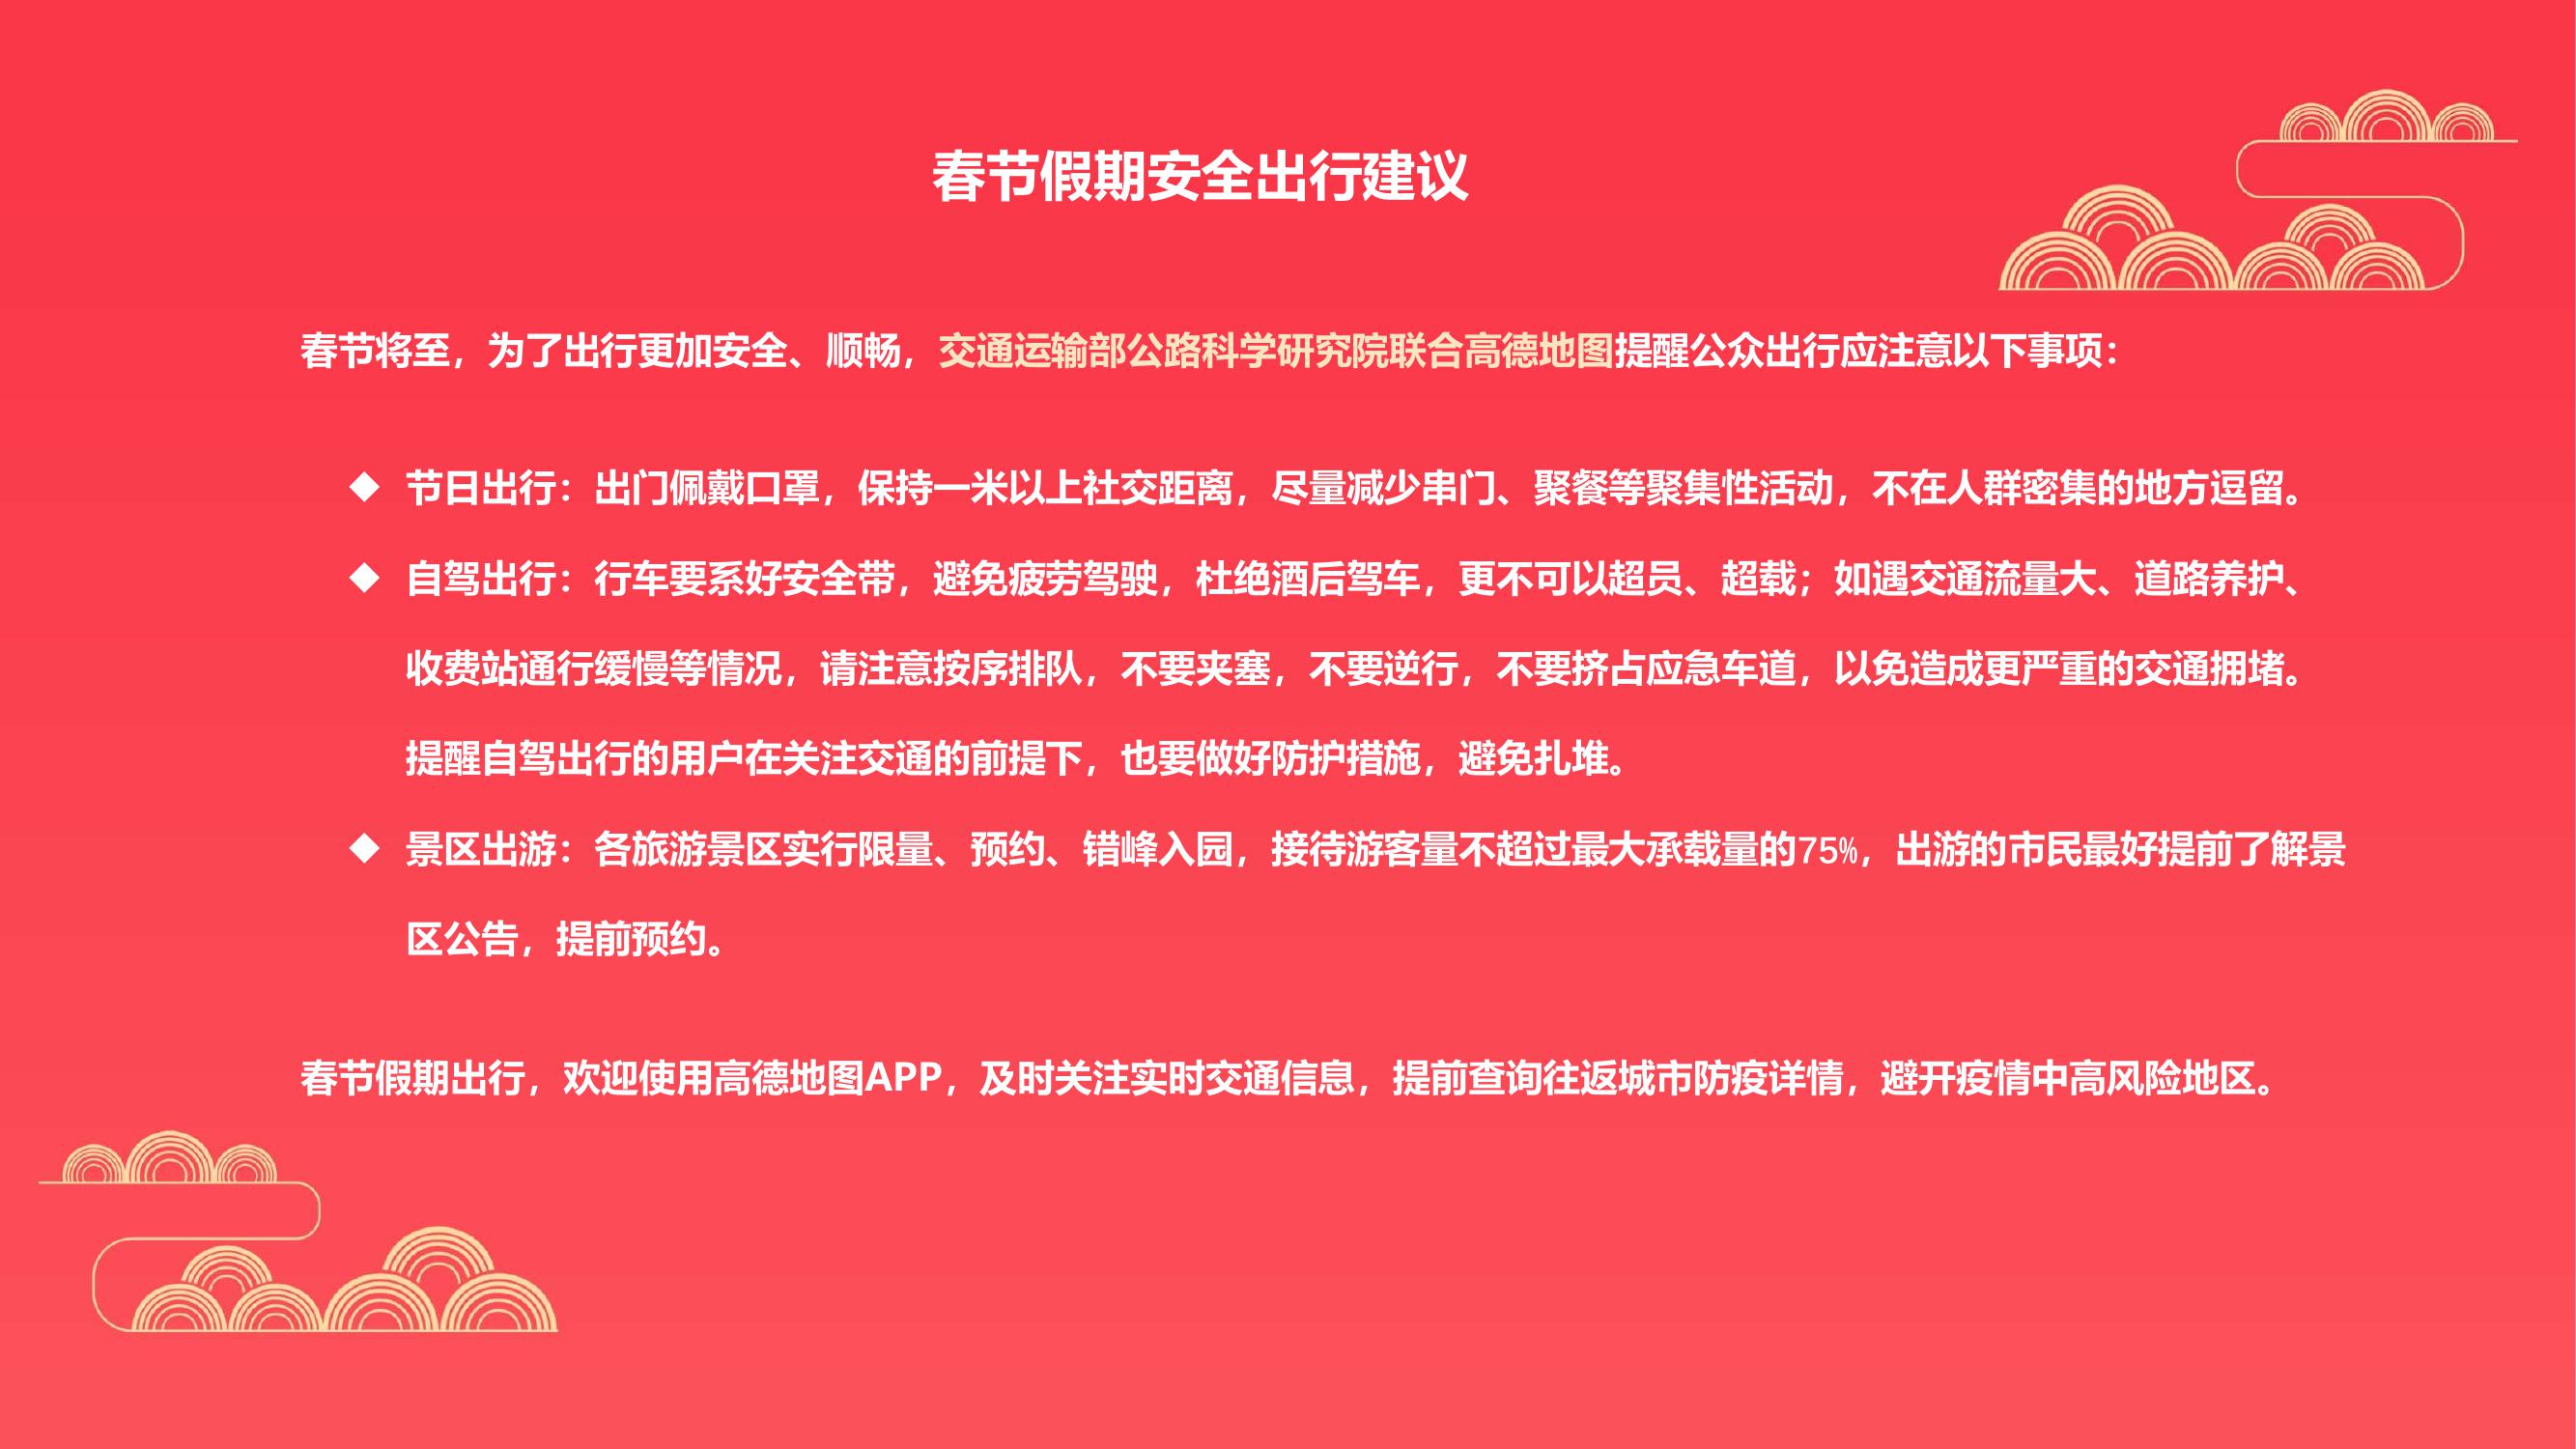 春节假期安全出行建议
春节将至，为了出行更加安全、顺畅，交通运输部公路科学研究院联合高德地图提醒公众出行应注意以下事项：
◆ 节日出行：出门佩戴口罩，保持一米以上社交距离，尽量减少串门、聚餐等聚集性活动，不在人群密集的地方逗留。
◆ 自驾出行：行车要系好安全带，避免疲劳驾驶，杜绝酒后驾车，更不可以超员、超载；如遇交通流量大、道路养护、
收费站通行缓慢等情况，请注意按序排队，不要夹塞，不要逆行，不要挤占应急车道，以免造成更严重的交通拥堵。
提醒自驾出行的用户在关注交通的前提下，也要做好防护措施，避免扎堆。
◆ 景区出游：各旅游景区实行限量、预约、错峰入园，接待游客量不超过最大承载量的75%，出游的市民最好提前了解景
区公告，提前预约。
春节假期出行，欢迎使用高德地图APP，及时关注实时交通信息，提前查询往返城市防疫详情，避开疫情中高风险地区。